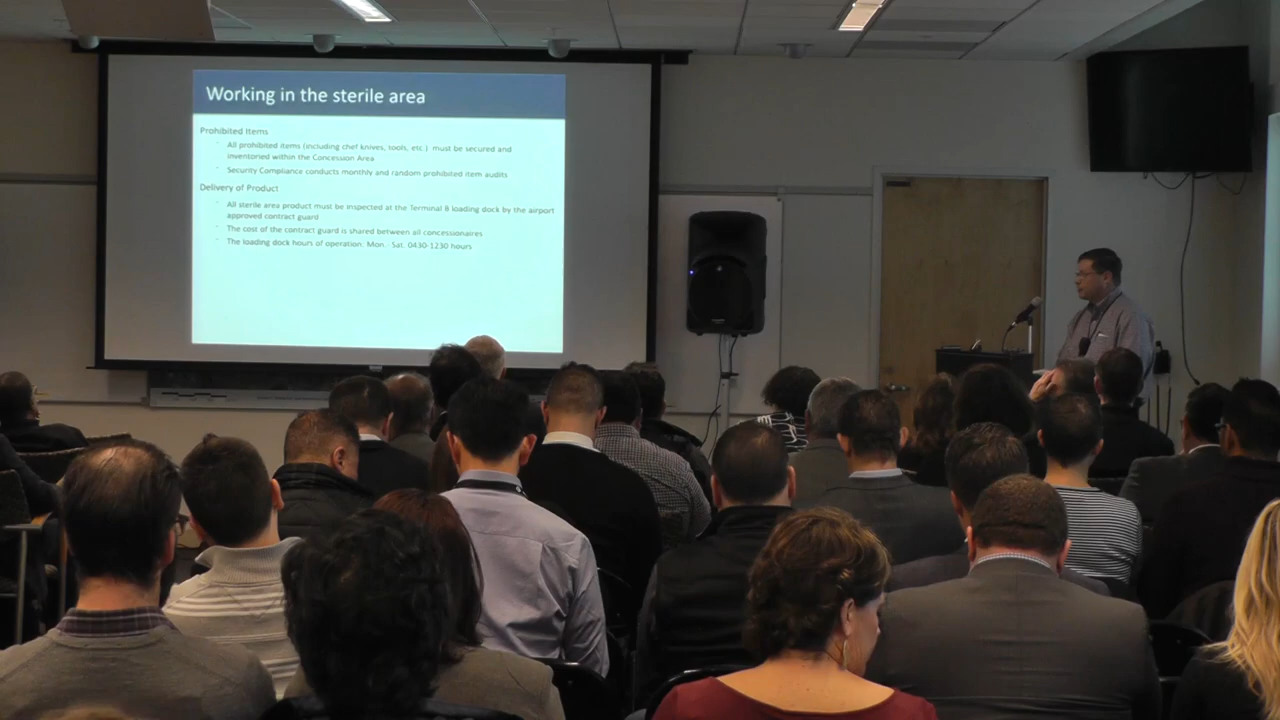 Working in the sterile area
Prohibited Items
All prohibited items (including chef knives, tools, etc.) must be secured and
inventoried within the Concession Area
Security Compliance conducts monthly and random prohibited item audits
Delivery of Product
All sterile area product must be inspected at the Terminal B loading dock by the airport
approved contract guard
The cost of the contract guard is shared between all concessionaires
The loading dock hours of operation: Mon.- Sat. 0430-1230 hours